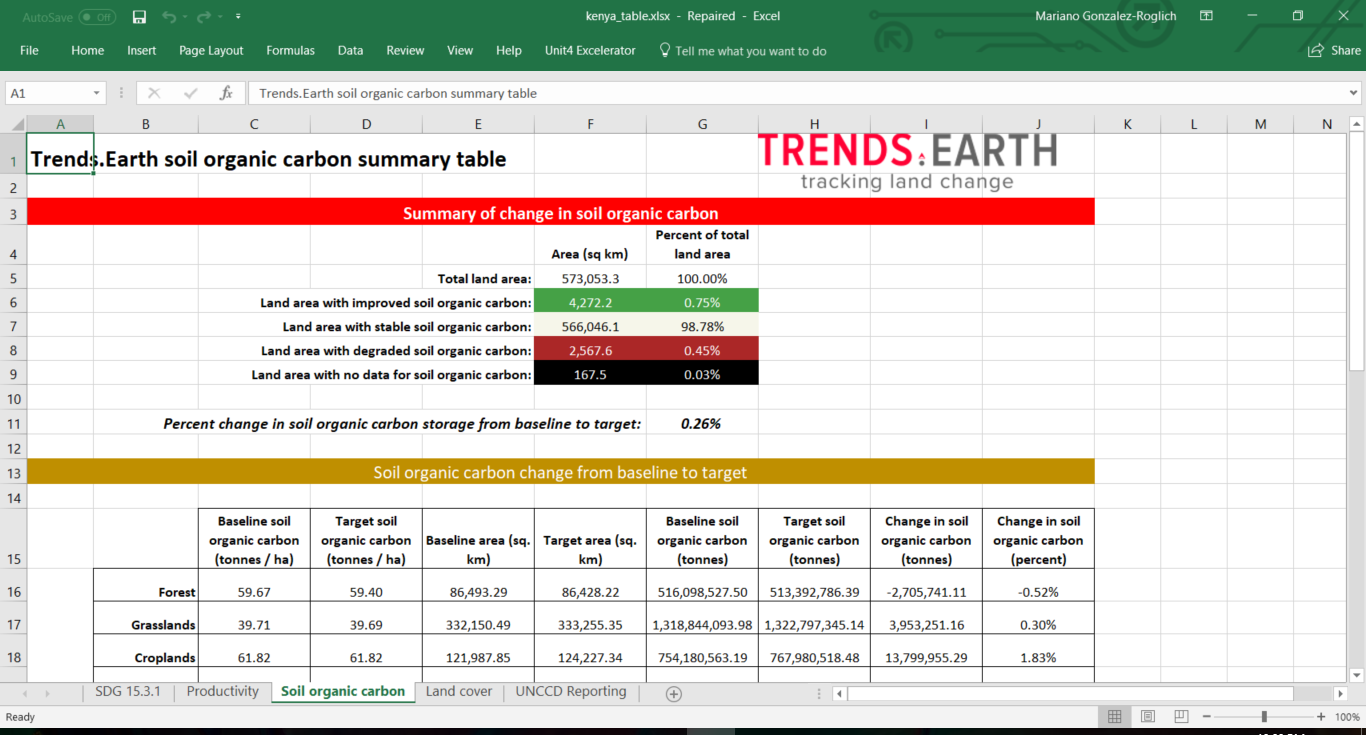 AutoSave Off kenya_table.xlsx - Repaired - Excel Mariano Gonzalez-Roglich
File Home Insert Page Layout Formulas Data Review View Help Unit4 Excelerator Tell me what you want to do Share
A1 fx Trends.Earth soil organic carbon summary table
A B C D E F G H I J K L M N
1 Trends.Earth soil organic carbon summary table TRENDS.EARTH
tracking land change
2
3 Summary of change in soil organic carbon
Percent of total
4 Area (sq km) land area
5 Total land area: 573,053.3 100.00%
6 Land area with improved soil organic carbon: 4,272.2 0.75%
7 Land area with stable soil organic carbon: 566,046.1 98.78%
8 Land area with degraded soil organic carbon: 2,567.6 0.45%
9 Land area with no data for soil organic carbon: 167.5 0.03%
10
11 Percent change in soil organic carbon storage from baseline to target: 0.26%
12
13 Soil organic carbon change from baseline to target
14
Baseline soil Target soil Baseline soil Target soil Change in soil Change in soil
organic carbon organic carbon Baseline area (sq. Target area (sq. organic carbon organic carbon organic carbon organic carbon
15 (tonnes / ha) (tonnes / ha) km) km) (tonnes) (tonnes) (tonnes) (percent)
16 Forest 59.67 59.40 86,493.29 86,428.22 516,098,527.50 513,392,786.39 -2,705,741.11 -0.52%
17 Grasslands 39.71 39.69 332,150.49 333,255.35 1,318,844,093.98 1,322,797,345.14 3,953,251.16 0.30%
18 Croplands 61.82 61.82 121,987.85 124,227.34 754,180,563.19 767,980,518.48 13,799,955.29 1.83%
SDG 15.3.1 Productivity Soil organic carbon Land cover UNCCD Reporting
Ready 100%